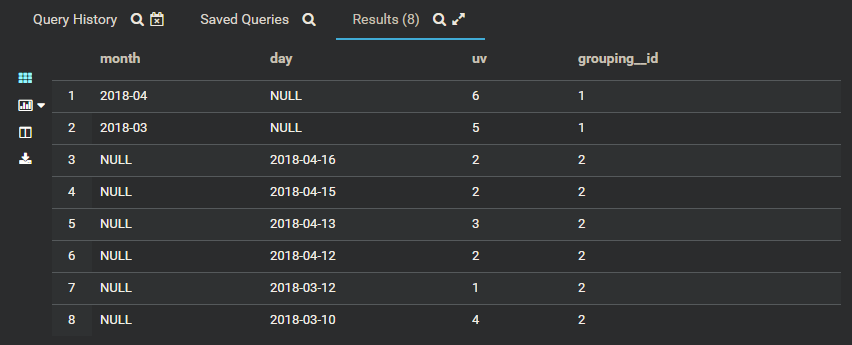 Query History Saved Queries Results (8)
month day uv grouping__id
1 2018-04 NULL 6 1
2 2018-03 NULL 5 1
3 NULL 2018-04-16 2 2
4 NULL 2018-04-15 2 2
5 NULL 2018-04-13 3 2
6 NULL 2018-04-12 2 2
7 NULL 2018-03-12 1 2
8 NULL 2018-03-10 4 2